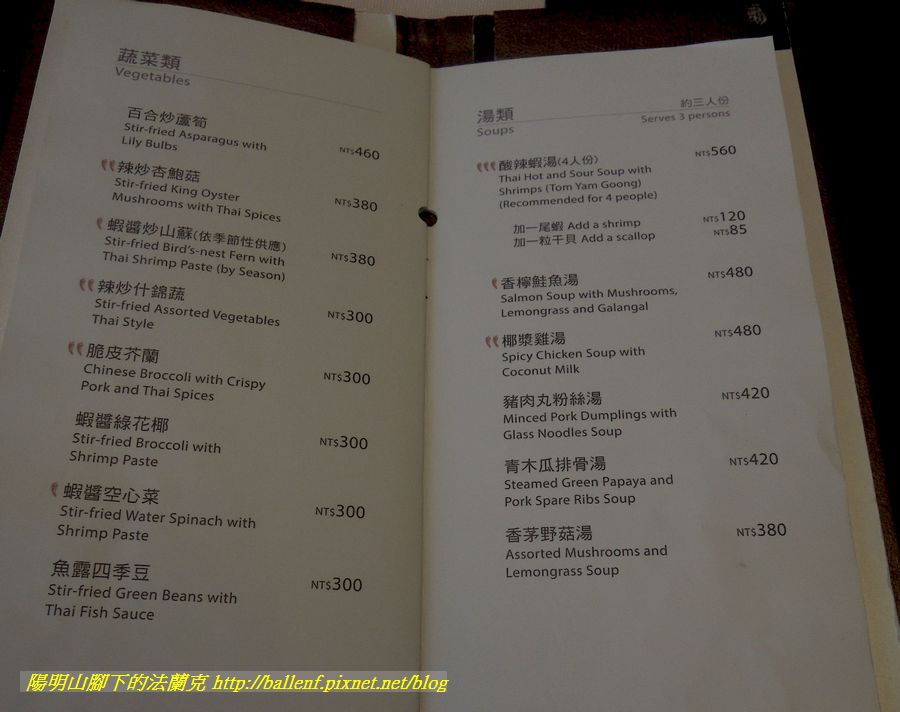 蔬菜類
Vegetables
百合炒蘆筍
Stir-fried Asparagus with
Lily Bulbs
NT$460
辣炒杏鮑菇
Stir-fried King Oyster
Mushrooms with Thai Spices
NT$380
蝦醬炒山蘇(依季節性供應)
Stir-fried Bird's-nest Fern with
Thai Shrimp Paste (by Season)
NT$380
辣炒什錦蔬
Stir-fried Assorted Vegetables
Thai Style
NT$300
脆皮芥蘭
Chinese Broccoli with Crispy
Pork and Thai Spices
NT$300
蝦醬綠花椰
Stir-fried Broccoli with
Shrimp Paste
NT$300
蝦醬空心菜
Stir-fried Water Spinach with
Shrimp Paste
NT$300
魚露四季豆
Stir-fried Green Beans with
Thai Fish Sauce
NT$300
湯類
Soups
約三人份
Serves 3 persons
酸辣蝦湯(4人份)
Thai Hot and Sour Soup with
Shrimps (Tom Yam Goong)
(Recommended for 4 people)
NT$560
加一尾蝦 Add a shrimp NT$120
加一粒干貝 Add a scallop NT$85
香檸鮭魚湯
Salmon Soup with Mushrooms,
Lemongrass and Galangal
NT$480
椰漿雞湯
Spicy Chicken Soup with
Coconut Milk
NT$480
豬肉丸粉絲湯
Minced Pork Dumplings with
Glass Noodles Soup
NT$420
青木瓜排骨湯
Steamed Green Papaya and
Pork Spare Ribs Soup
NT$420
香茅野菇湯
Assorted Mushrooms and
Lemongrass Soup
NT$380
陽明山腳下的法蘭克 http://ballenf.pixnet.net/blog